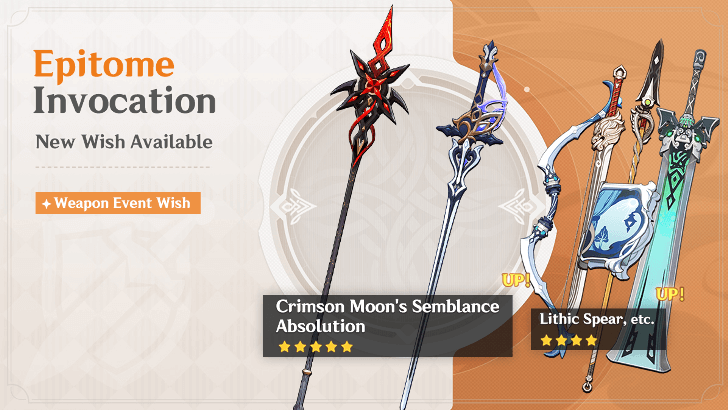 Epitome
Invocation
New Wish Available
Weapon Event Wish
Crimson Moon's Semblance
Absolution
UP!
UP!
Lithic Spear, etc.